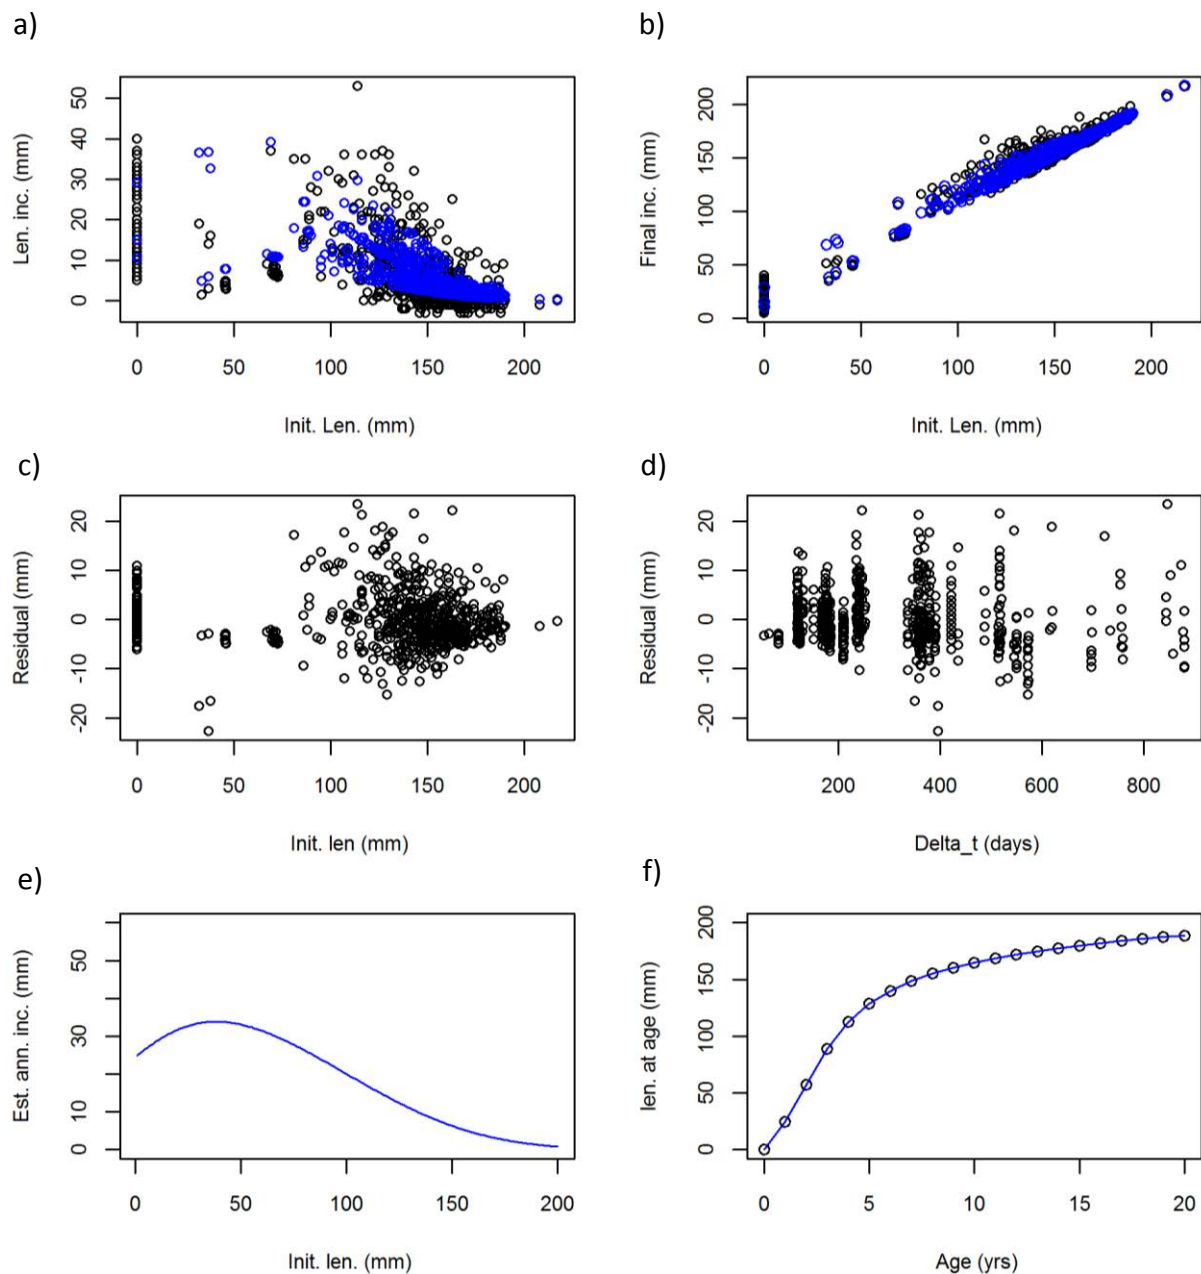 a)
b)
Len. inc. (mm)
0 10 20 30 40 50
0 50 100 150 200
Init. Len. (mm)
Final inc. (mm)
0 50 100 150 200
0 50 100 150 200
Init. Len. (mm)
c)
d)
Residual (mm)
-20 -10 0 10 20
0 50 100 150 200
Init. len (mm)
Residual (mm)
-20 -10 0 10 20
200 400 600 800
Delta_t (days)
e)
f)
Est. ann. inc. (mm)
0 10 30 50
0 50 100 150 200
Init. len. (mm)
len. at age (mm)
0 50 100 150 200
0 5 10 15 20
Age (yrs)